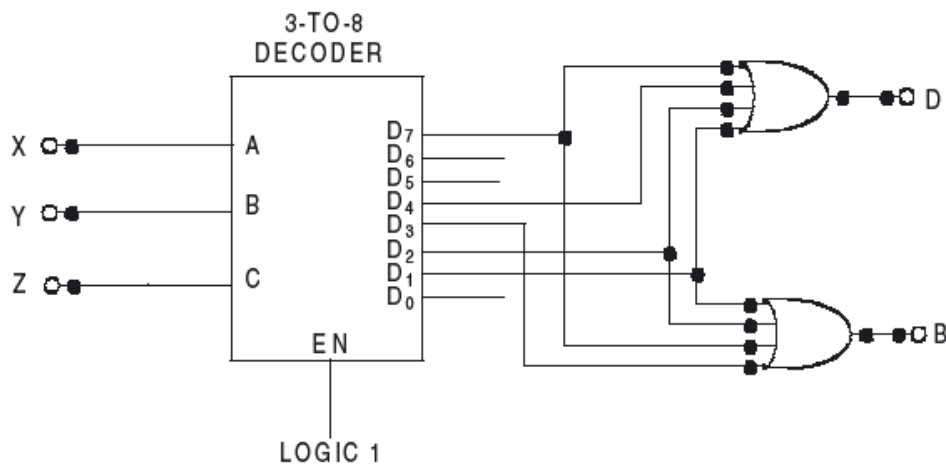 3-TO-8
DECODER
X
A
Y
B
Z
C
D7
D6
D5
D4
D3
D2
D1
D0
EN
LOGIC 1
D
B